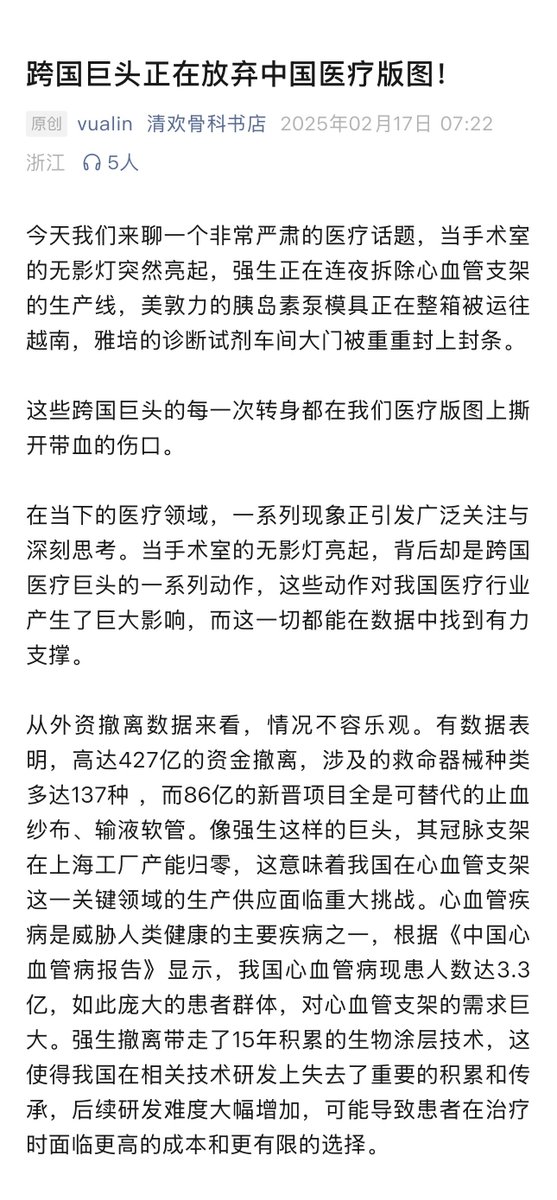 跨国巨头正在放弃中国医疗版图！
原创 vualin 清欢骨科书店 2025年02月17日 07:22
浙江 5人
今天我们来聊一个非常严肃的医疗话题，当手术室
的无影灯突然亮起，强生正在连夜拆除心血管支架
的生产线，美敦力的胰岛素泵模具正在整箱被运往
越南，雅培的诊断试剂车间大门被重重封上封条。
这些跨国巨头的每一次转身都在我们医疗版图上撕
开带血的伤口。
在当下的医疗领域，一系列现象正引发广泛关注与
深刻思考。当手术室的无影灯亮起，背后却是跨国
医疗巨头的一系列动作，这些动作对我国医疗行业
产生了巨大影响，而这一切都能在数据中找到有力
支撑。
从外资撤离数据来看，情况不容乐观。有数据表
明，高达427亿的资金撤离，涉及的救命器械种类
多达137种 ，而86亿的新晋项目全是可替代的止血
纱布、输液软管。像强生这样的巨头，其冠脉支架
在上海工厂产能归零，这意味着我国在心血管支架
这一关键领域的生产供应面临重大挑战。心血管疾
病是威胁人类健康的主要疾病之一，根据《中国心
血管病报告》显示，我国心血管病现患人数达3.3
亿，如此庞大的患者群体，对心血管支架的需求巨
大。强生撤离带走了15年积累的生物涂层技术，这
使得我国在相关技术研发上失去了重要的积累和传
承，后续研发难度大幅增加，可能导致患者在治疗
时面临更高的成本和更有限的选择。